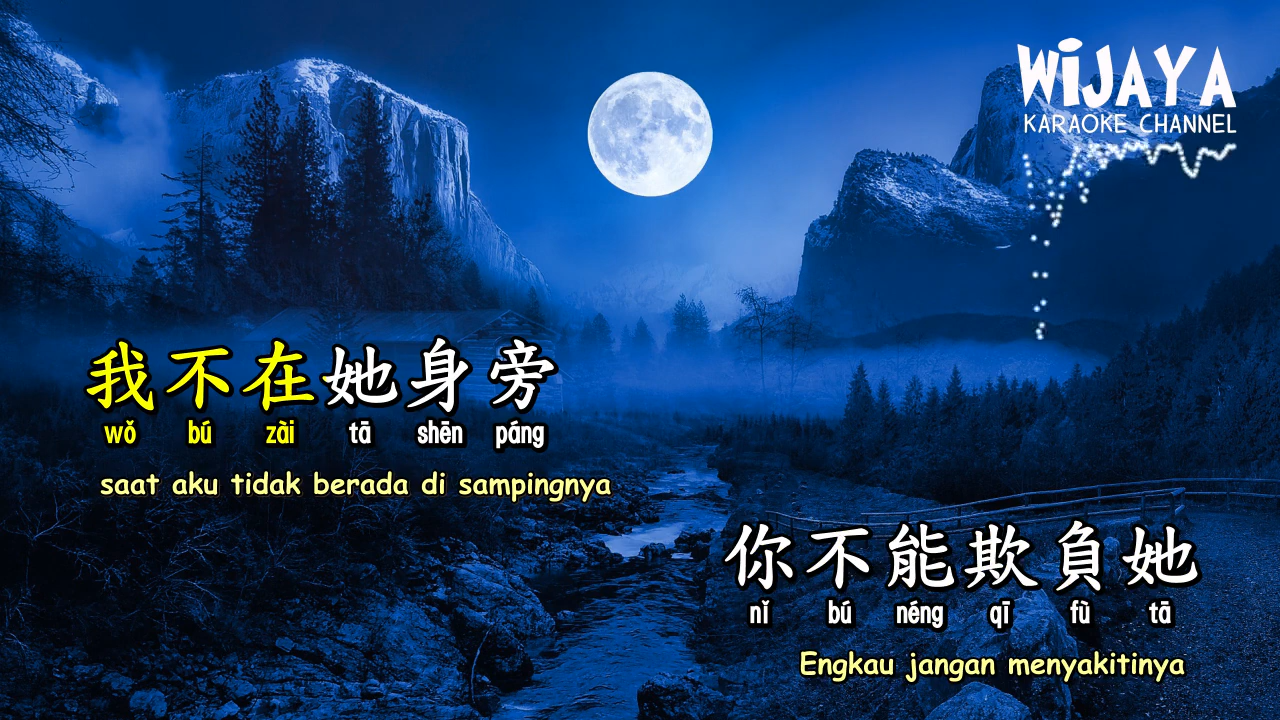 WiJAYA
KARAOKE CHANNEL
我不在她身旁
wǒ bú zài tā shēn páng
saat aku tidak berada di sampingnya
你不能欺負她
nǐ bú néng qī fù tā
Engkau jangan menyakitinya